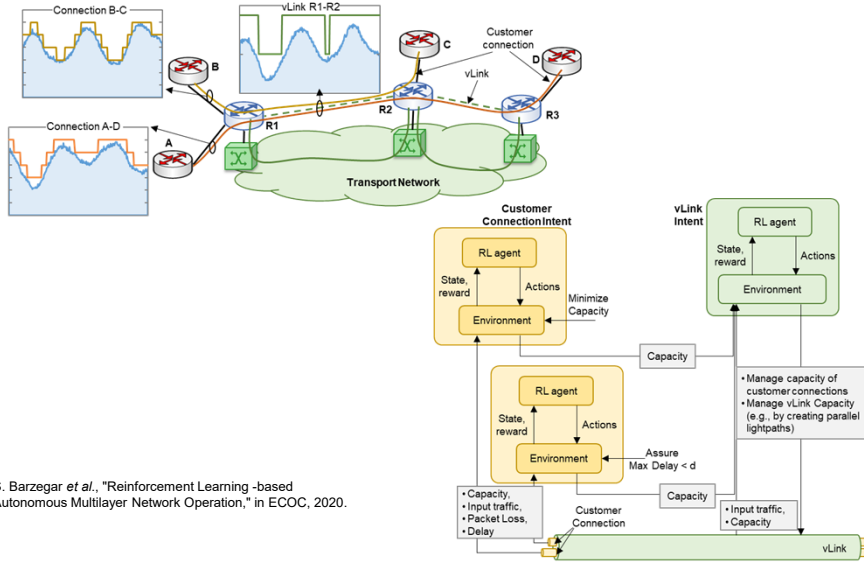 Connection B-C
vLink R1-R2
Customer
connection
C
D
B
vLink
R1
R2
R3
Connection A-D
A
Transport Network
Customer
Connection Intent
vLink
Intent
RL agent
State,
reward
Actions
Environment
Minimize
Capacity
RL agent
State,
reward
Actions
Environment
Capacity
• Manage capacity of
customer connections
• Manage vLink Capacity
(e.g., by creating parallel
lightpaths)
RL agent
State,
reward
Actions
Environment
Assure
Max Delay < d
Capacity
. Barzegar et al., "Reinforcement Learning -based
utonomous Multilayer Network Operation," in ECOC, 2020.
• Capacity,
• Input traffic,
• Packet Loss,
• Delay
Customer
Connection
• Input traffic,
• Capacity
vLink